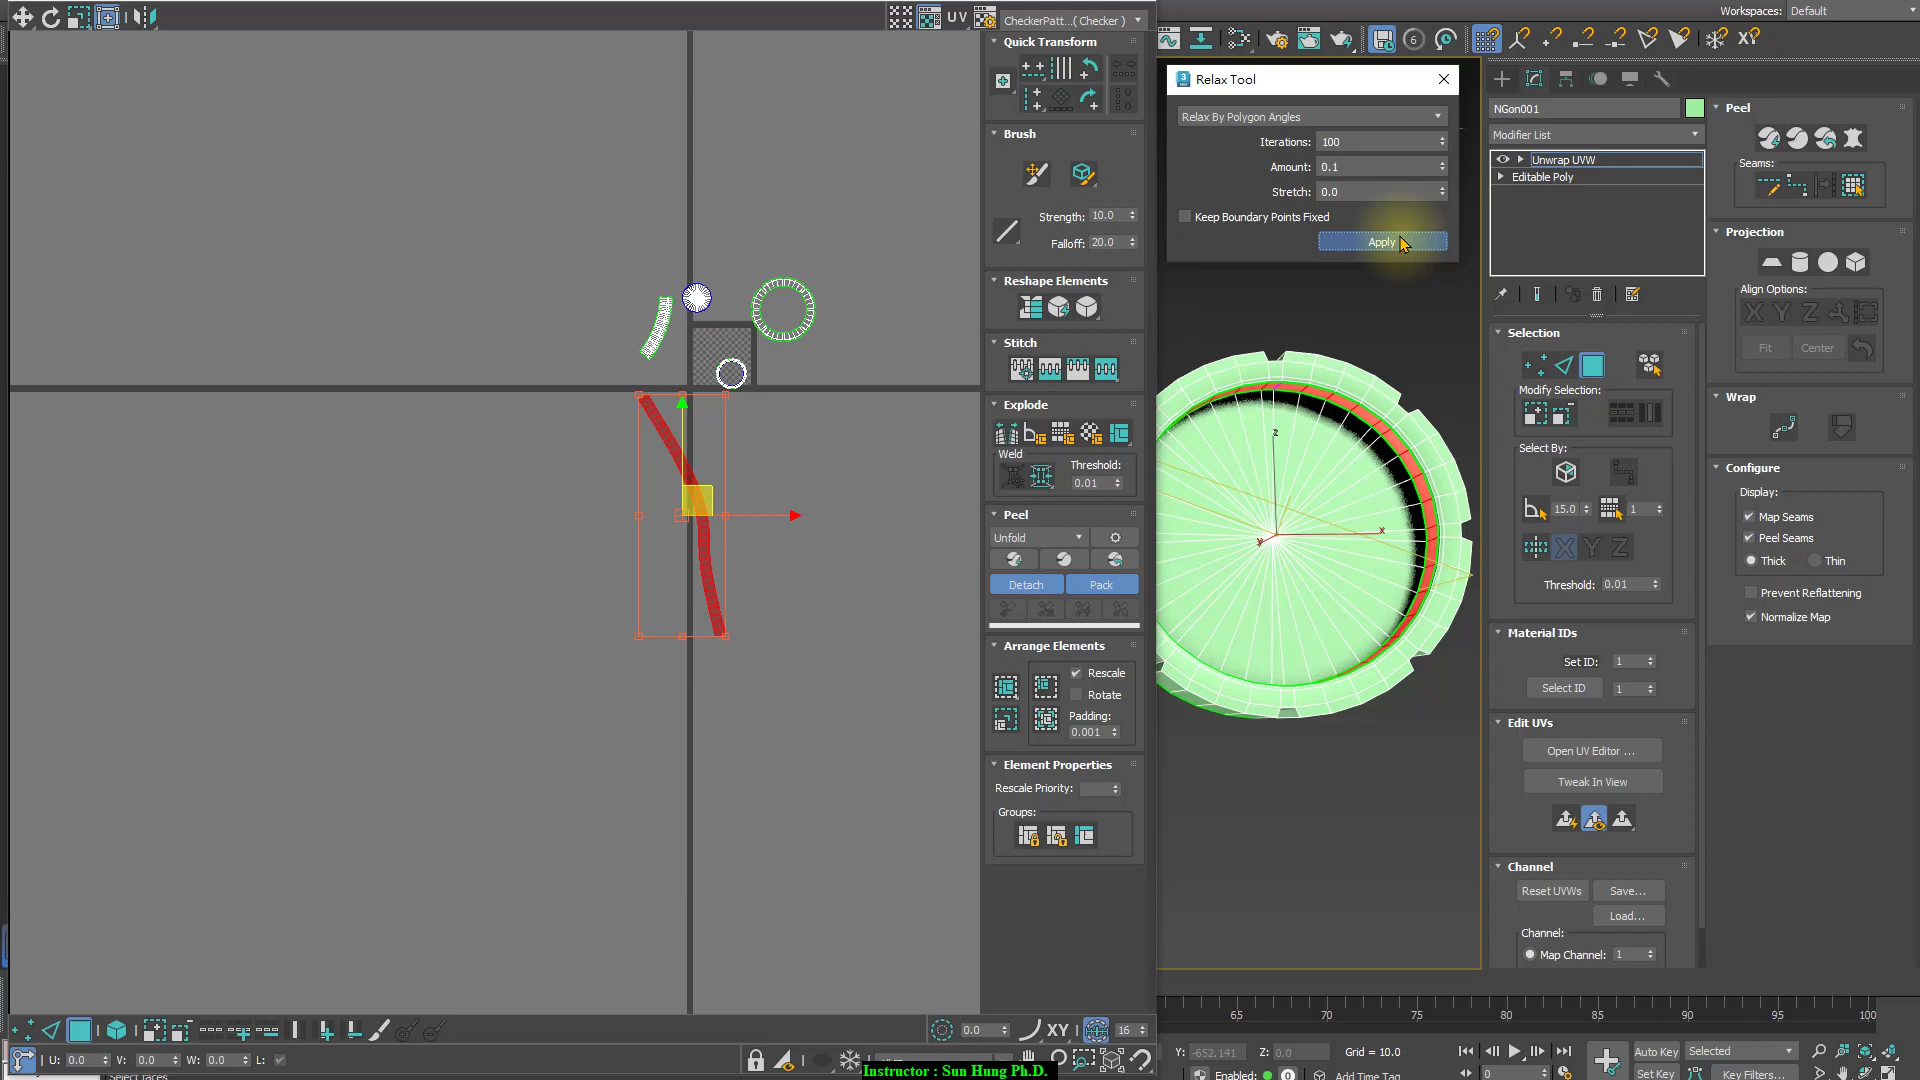 UV
CheckerPatt...( Checker )
Quick Transform
Brush
Strength: 10.0
Falloff: 20.0
Reshape Elements
Stitch
Explode
Weld
Threshold:
0.01
Peel
Unfold
Detach
Pack
Arrange Elements
Rescale
Rotate
Padding:
0.001
Element Properties
Rescale Priority:
Groups:
0.0
XY
16
U: 0.0
V: 0.0
W: 0.0
L:
Instructor : Sun Hung Ph.D.
Workspaces: Default
6
XY
3
Relax Tool
Relax By Polygon Angles
Iterations: 100
Amount: 0.1
Stretch: 0.0
Keep Boundary Points Fixed
Apply
z
x
y
NGon001
Modifier List
Unwrap UVW
Editable Poly
Selection
Modify Selection:
Select By:
15.0
1
X Y Z
Threshold: 0.01
Material IDs
Set ID: 1
Select ID 1
Edit UVs
Open UV Editor ...
Tweak In View
Channel
Reset UVWs
Save...
Load...
Channel:
Map Channel: 1
Peel
Seams:
Projection
Align Options:
X Y Z
Fit
Center
Wrap
Configure
Display:
Map Seams
Peel Seams
Thick
Thin
Prevent Reflattening
Normalize Map
65 70 75 80 85 90 95 100
Y: -652.141
Z: 0.0
Grid = 10.0
Auto Key
Selected
Enabled:
0
Add Time Tag
0
Set Key
Key Filters...